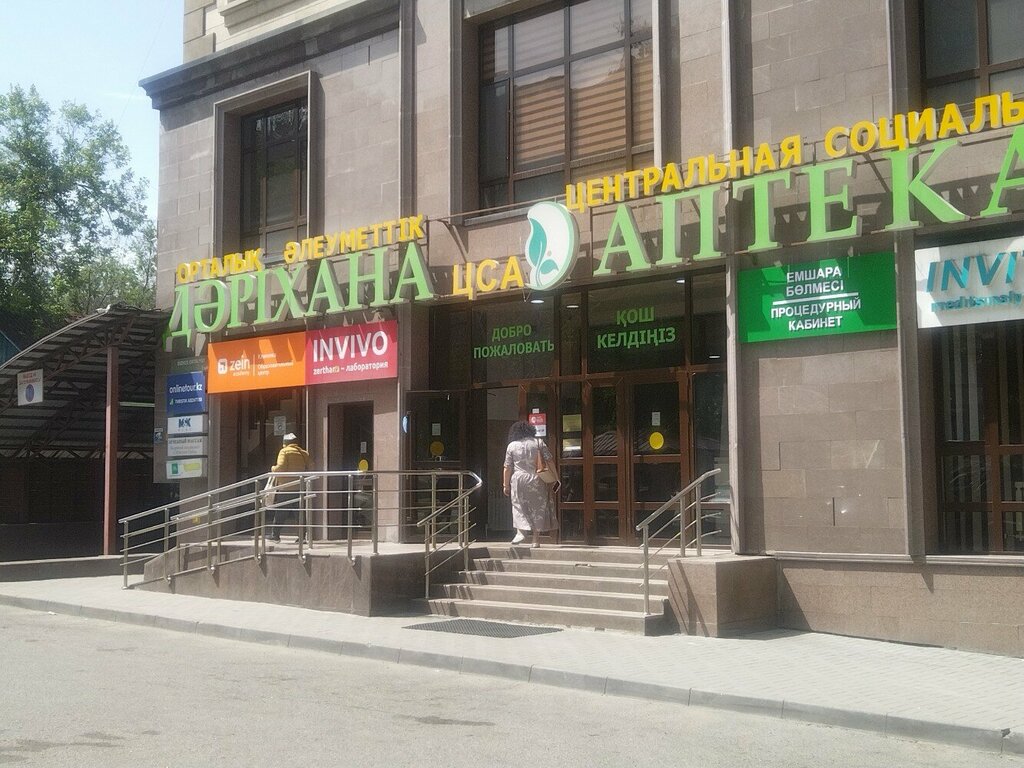 ОРТАЛЫҚ ӘЛЕУМЕТТІК
ДӘРІХАНА
ЦСА
ЦЕНТРАЛЬНАЯ СОЦИАЛЬ
АПТЕКА
zein
INVIVO
zerthana – лаборатория
onlinetour.kz
ДОБРО
ПОЖАЛОВАТЬ
ҚОШ
КЕЛДІҢІЗ
ЕМШАРА
БӨЛМЕСІ
ПРОЦЕДУРНЫЙ
КАБИНЕТ
INVI